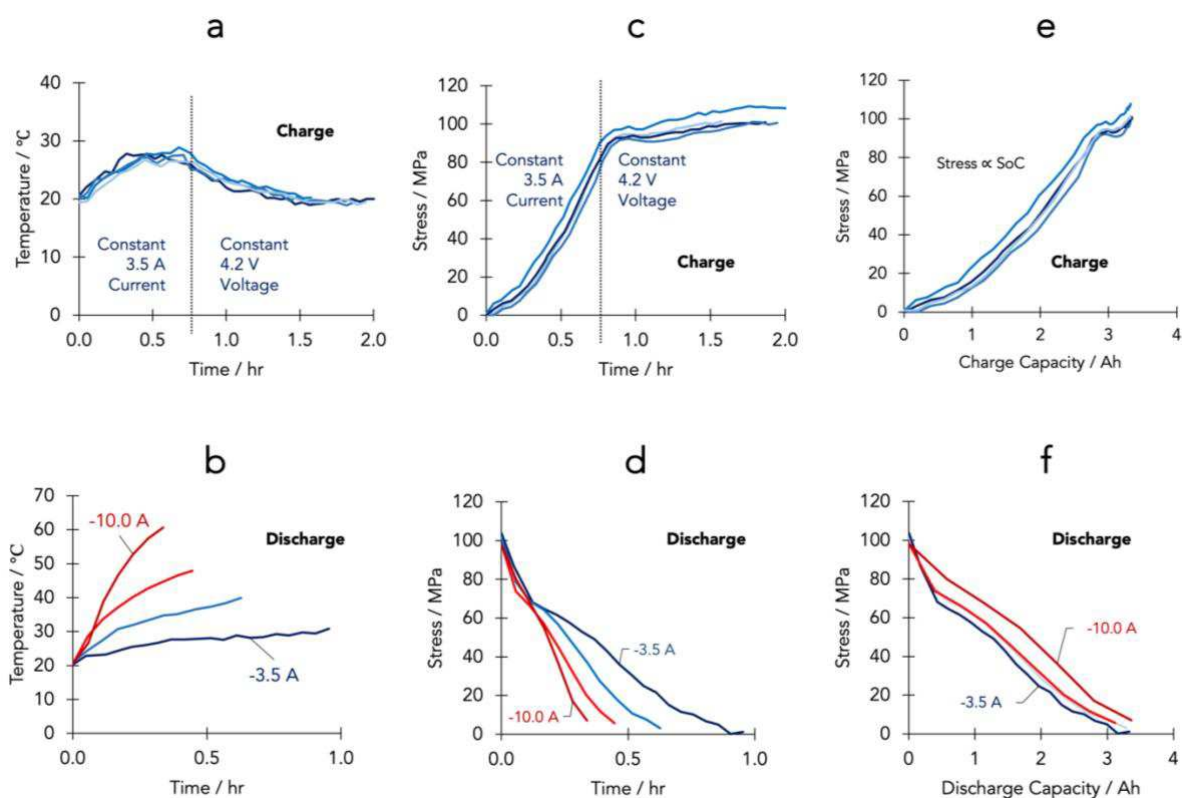 a
40
30
20
10
0
Temperature / °C
Charge
Constant
3.5 A
Current
Constant
4.2 V
Voltage
0.0 0.5 1.0 1.5 2.0
Time / hr
c
120
100
80
60
40
20
0
Stress / MPa
Constant
3.5 A
Current
Constant
4.2 V
Voltage
Charge
0.0 0.5 1.0 1.5 2.0
Time / hr
e
120
100
80
60
40
20
0
Stress / MPa
Stress ∝ SoC
Charge
0 1 2 3 4
Charge Capacity / Ah
b
70
60
50
40
30
20
10
0
Temperature / °C
-10.0 A
Discharge
-3.5 A
0.0 0.5 1.0
Time / hr
d
120
100
80
60
40
20
0
Stress / MPa
Discharge
-3.5 A
-10.0 A
0.0 0.5 1.0
Time / hr
f
120
100
80
60
40
20
0
Stress / MPa
Discharge
-10.0 A
-3.5 A
0 1 2 3 4
Discharge Capacity / Ah